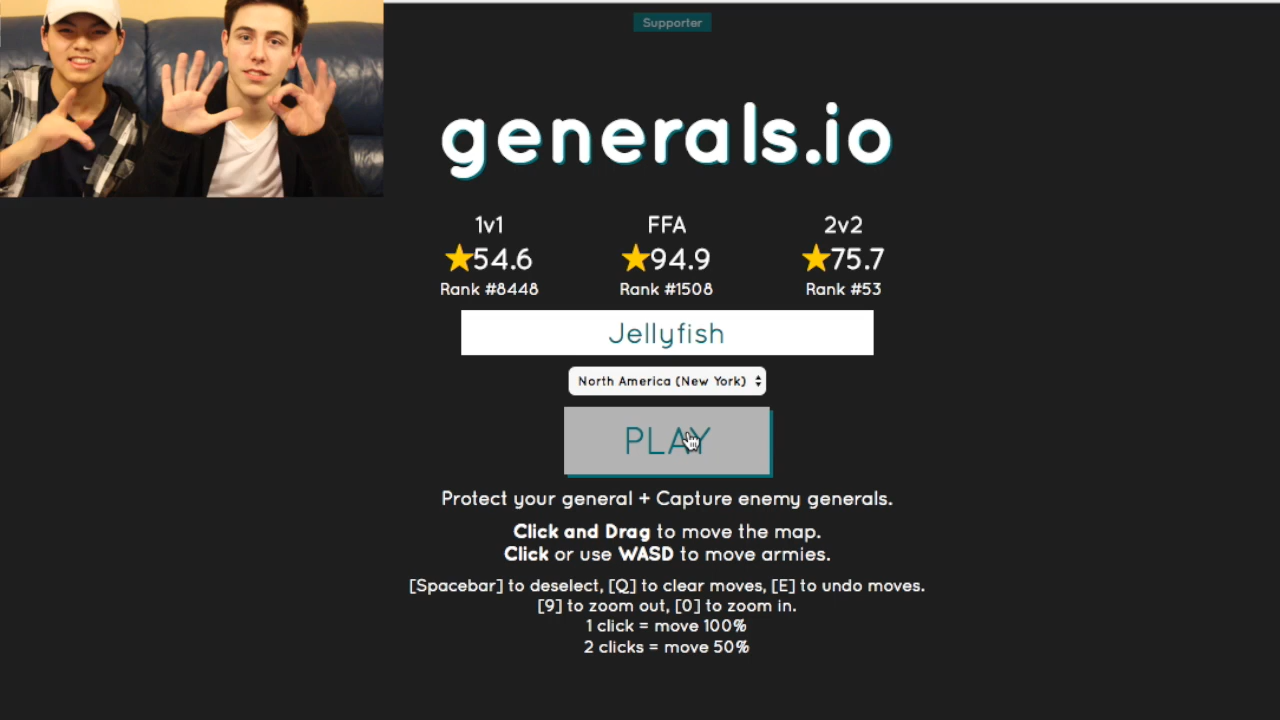 Supporter
generals.io
1v1 FFA 2v2
54.6 94.9 75.7
Rank #8448 Rank #1508 Rank #53
Jellyfish
North America (New York)
PLAY
Protect your general + Capture enemy generals.
Click and Drag to move the map.
Click or use WASD to move armies.
[Spacebar] to deselect, [Q] to clear moves, [E] to undo moves.
[9] to zoom out, [0] to zoom in.
1 click = move 100%
2 clicks = move 50%